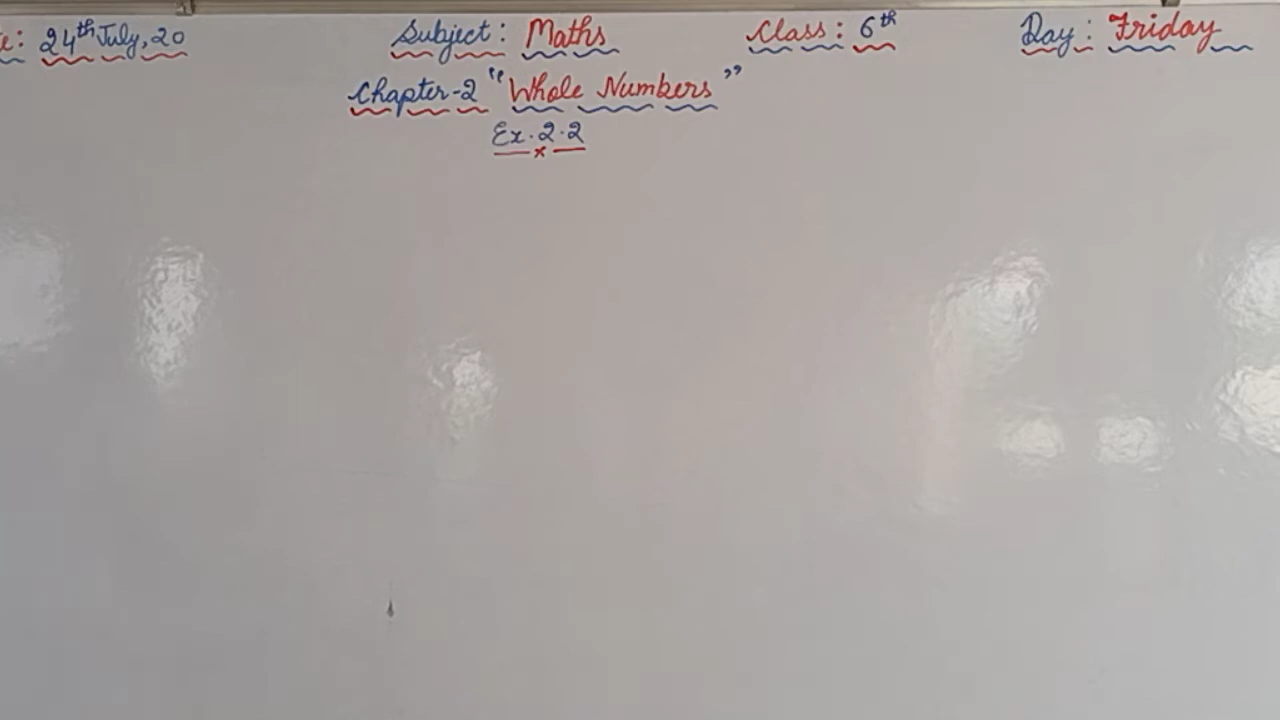 e: 24th July, 20 Subject: Maths Class: 6th Day: Friday
Chapter-2 "Whole Numbers"
Ex. 2.2